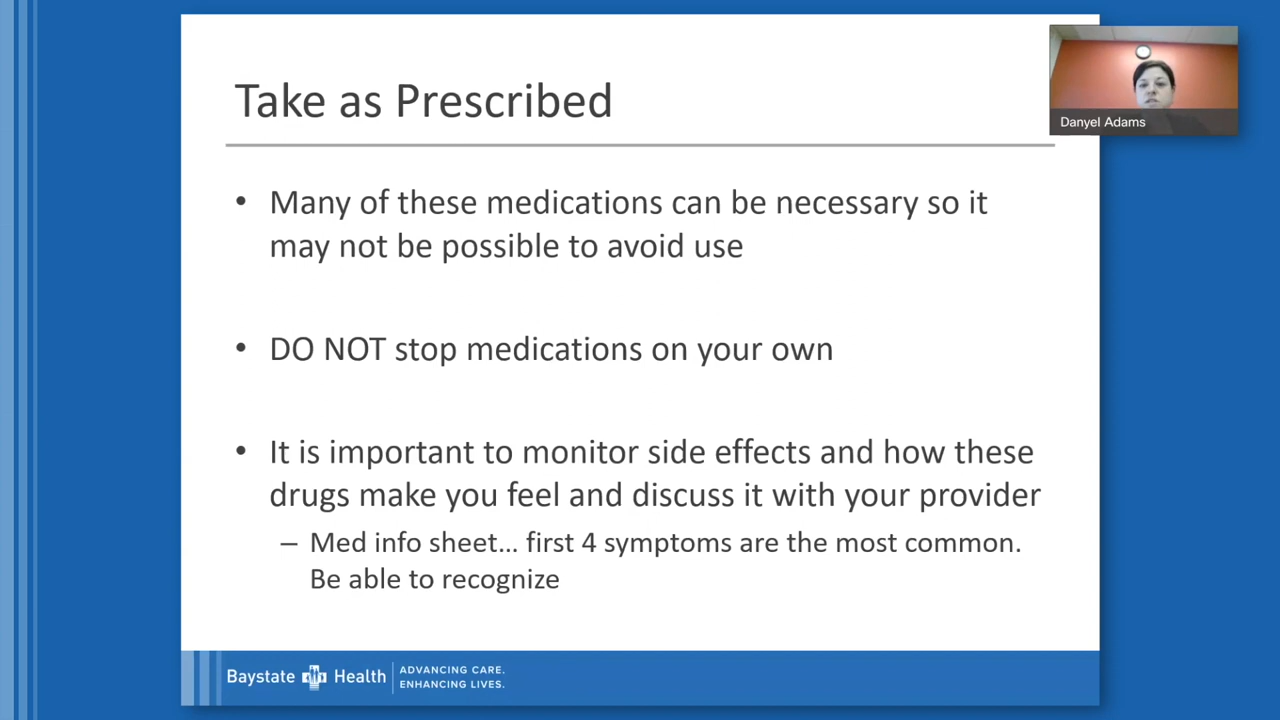 Take as Prescribed
Danyel Adams
• Many of these medications can be necessary so it
may not be possible to avoid use
• DO NOT stop medications on your own
• It is important to monitor side effects and how these
drugs make you feel and discuss it with your provider
– Med info sheet... first 4 symptoms are the most common.
Be able to recognize
Baystate Health
ADVANCING CARE.
ENHANCING LIVES.